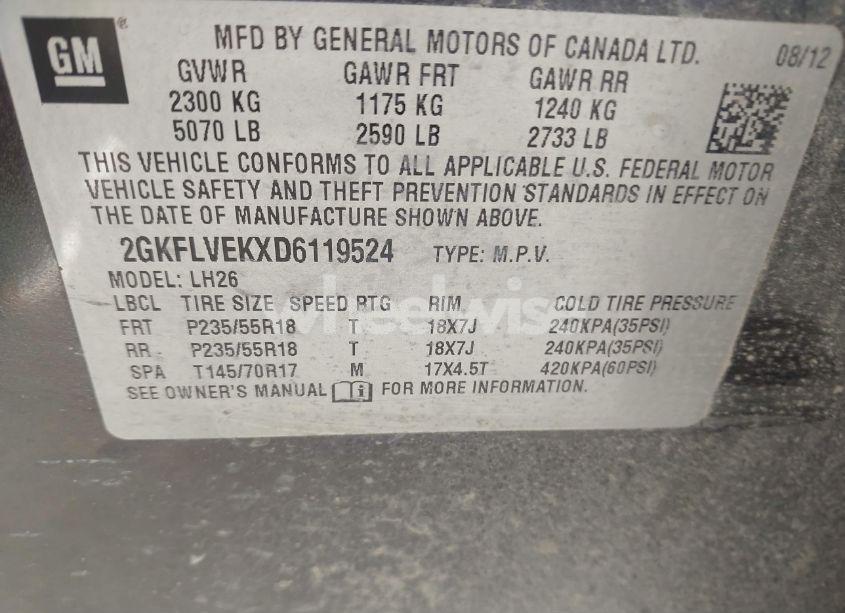 GM
MFD BY GENERAL MOTORS OF CANADA LTD. 08/12
GVWR GAWR FRT GAWR RR
2300 KG 1175 KG 1240 KG
5070 LB 2590 LB 2733 LB
THIS VEHICLE CONFORMS TO ALL APPLICABLE U.S. FEDERAL MOTOR
VEHICLE SAFETY AND THEFT PREVENTION STANDARDS IN EFFECT ON
THE DATE OF MANUFACTURE SHOWN ABOVE.
2GKFLVEKXD6119524 TYPE: M.P.V.
MODEL: LH26
LBCL TIRE SIZE SPEED RTG RIM COLD TIRE PRESSURE
FRT P235/55R18 T 18X7J 240KPA(35PSI)
RR P235/55R18 T 18X7J 240KPA(35PSI)
SPA T145/70R17 M 17X4.5T 420KPA(60PSI)
SEE OWNER'S MANUAL i FOR MORE INFORMATION.